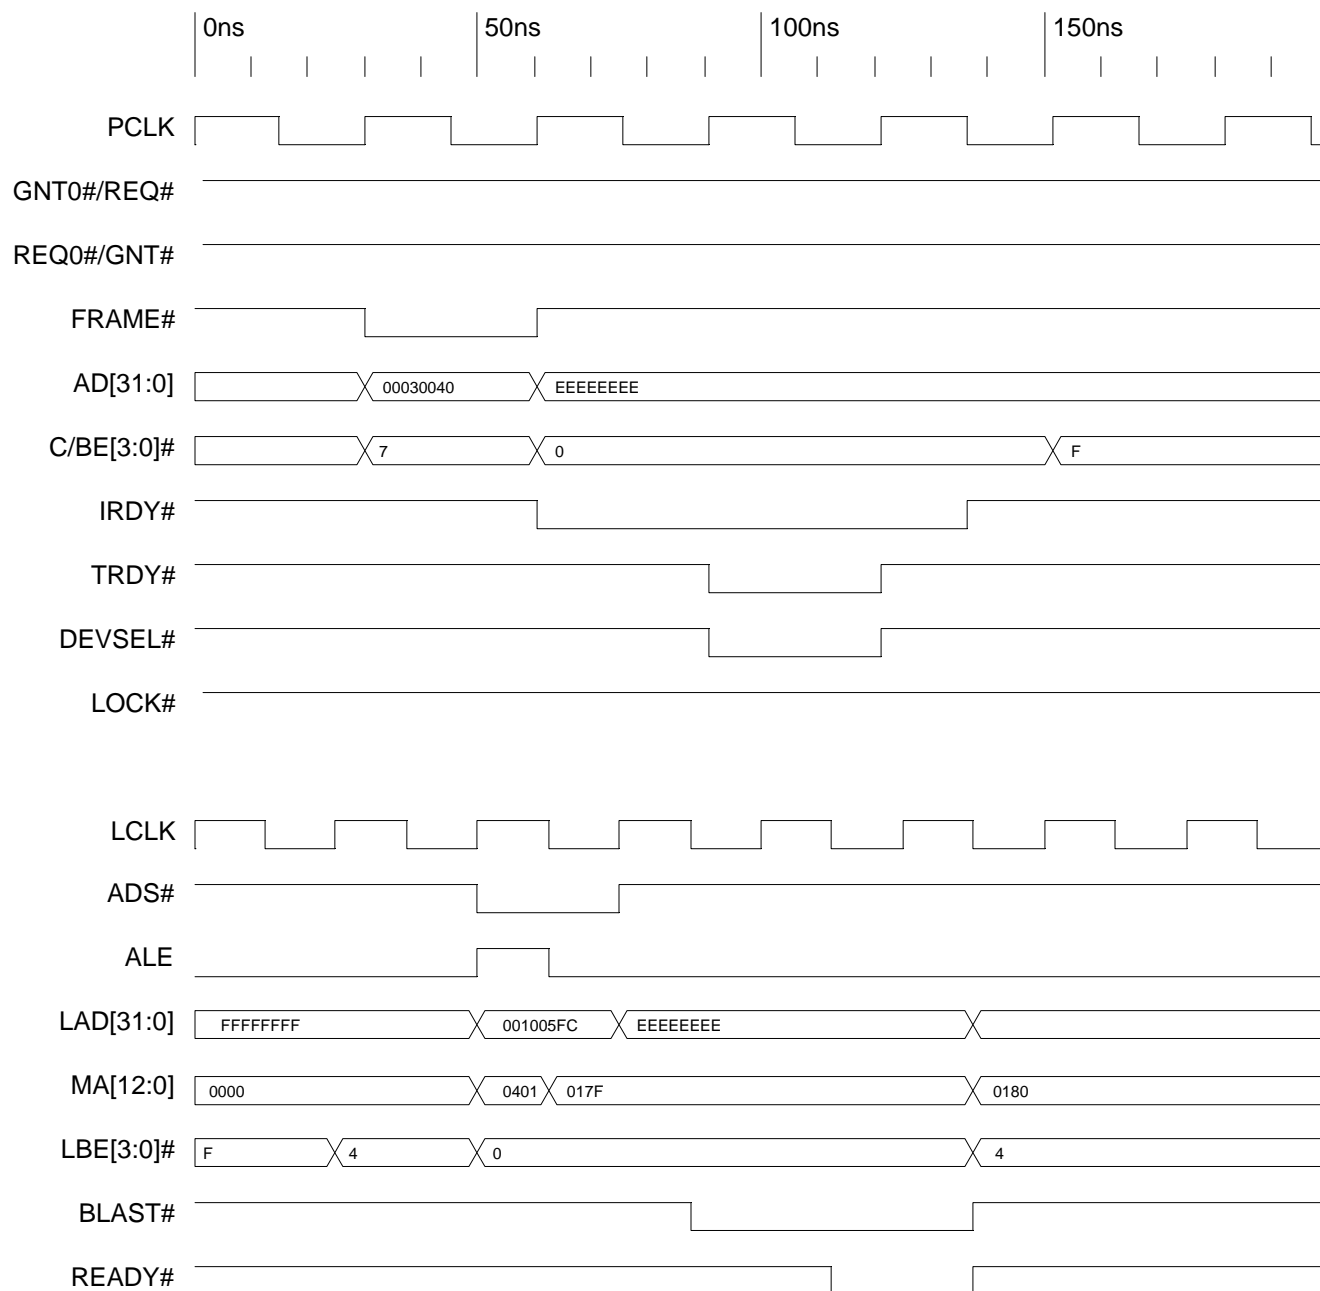 0ns 50ns 100ns 150ns
PCLK
GNT0#/REQ#
REQ0#/GNT#
FRAME#
AD[31:0] 00030040 EEEEEEEE
C/BE[3:0]# 7 0 F
IRDY#
TRDY#
DEVSEL#
LOCK#
LCLK
ADS#
ALE
LAD[31:0] FFFFFFFF 001005FC EEEEEEEE
MA[12:0] 0000 0401 017F 0180
LBE[3:0]# F 4 0 4
BLAST#
READY#